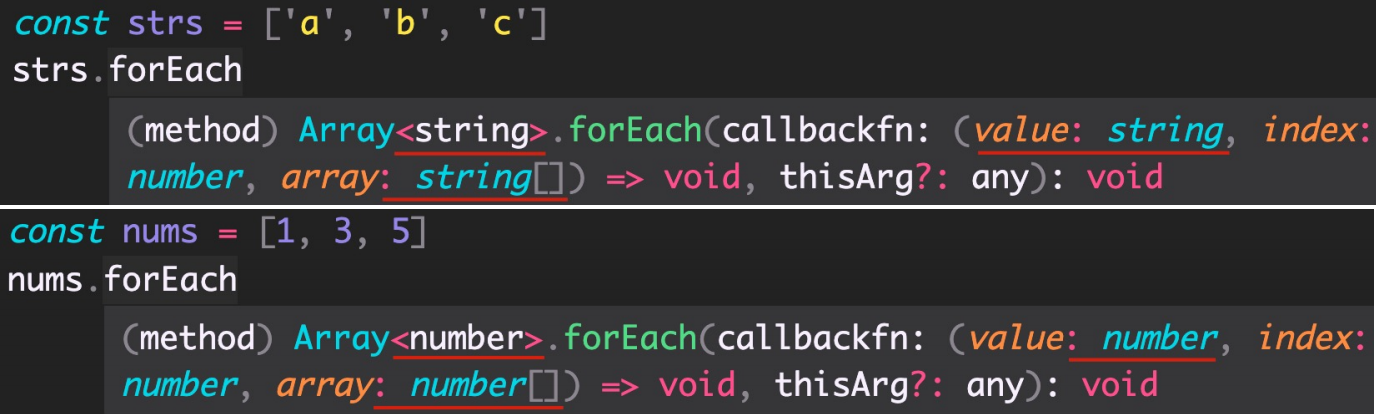 const strs = ['a', 'b', 'c']
strs.forEach
(method) Array<string>.forEach(callbackfn: (value: string, index:
number, array: string[]) => void, thisArg?: any): void
const nums = [1, 3, 5]
nums.forEach
(method) Array<number>.forEach(callbackfn: (value: number, index:
number, array: number[]) => void, thisArg?: any): void